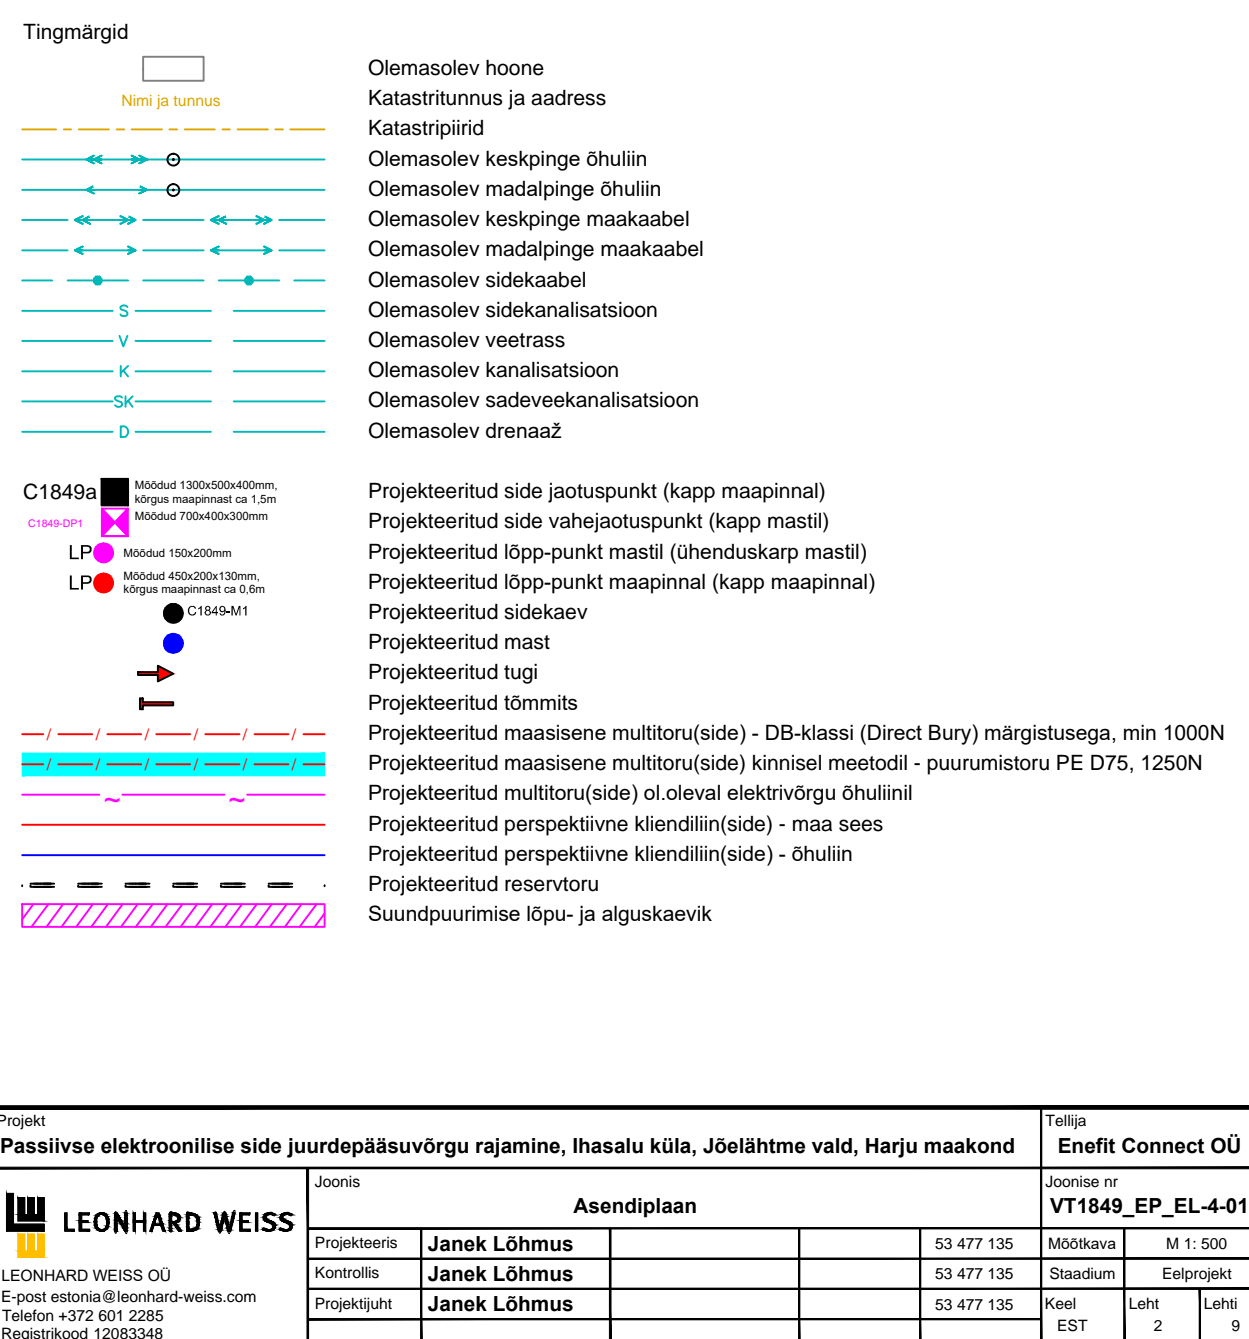 Tingmärgid
Olemasolev hoone
Nimi ja tunnus Katastritunnus ja aadress
Katastripiirid
Olemasolev keskpinge õhuliin
Olemasolev madalpinge õhuliin
Olemasolev keskpinge maakaabel
Olemasolev madalpinge maakaabel
Olemasolev sidekaabel
S Olemasolev sidekanalisatsioon
V Olemasolev veetrass
K Olemasolev kanalisatsioon
SK Olemasolev sadeveekanalisatsioon
D Olemasolev drenaaž
C1849a Mõõdud 1300x500x400mm, kõrgus maapinnast ca 1,5m Projekteeritud side jaotuspunkt (kapp maapinnal)
C1849-DP1 Mõõdud 700x400x300mm Projekteeritud side vahejaotuspunkt (kapp mastil)
LP Mõõdud 150x200mm Projekteeritud lõpp-punkt mastil (ühenduskarp mastil)
LP Mõõdud 450x200x130mm, kõrgus maapinnast ca 0,6m Projekteeritud lõpp-punkt maapinnal (kapp maapinnal)
C1849-M1 Projekteeritud sidekaev
Projekteeritud mast
Projekteeritud tugi
Projekteeritud tõmmits
Projekteeritud maasisene multitoru(side) - DB-klassi (Direct Bury) märgistusega, min 1000N
Projekteeritud maasisene multitoru(side) kinnisel meetodil - puurumistoru PE D75, 1250N
Projekteeritud multitoru(side) ol.oleval elektrivõrgu õhuliinil
Projekteeritud perspektiivne kliendiliin(side) - maa sees
Projekteeritud perspektiivne kliendiliin(side) - õhuliin
Projekteeritud reservtoru
Suundpuurimise lõpu- ja alguskaevik
Projekt
Passiivse elektroonilise side juurdepääsuvõrgu rajamine, Ihasalu küla, Jõelähtme vald, Harju maakond
Tellija
Enefit Connect OÜ
LEONHARD WEISS
LEONHARD WEISS OÜ
E-post estonia@leonhard-weiss.com
Telefon +372 601 2285
Registrikood 12083348
Joonis
Asendiplaan
Joonise nr
VT1849_EP_EL-4-01
Projekteeris Janek Lõhmus 53 477 135 Mõõtkava M 1: 500
Kontrollis Janek Lõhmus 53 477 135 Staadium Eelprojekt
Projektijuht Janek Lõhmus 53 477 135 Keel Leht Lehti
EST 2 9